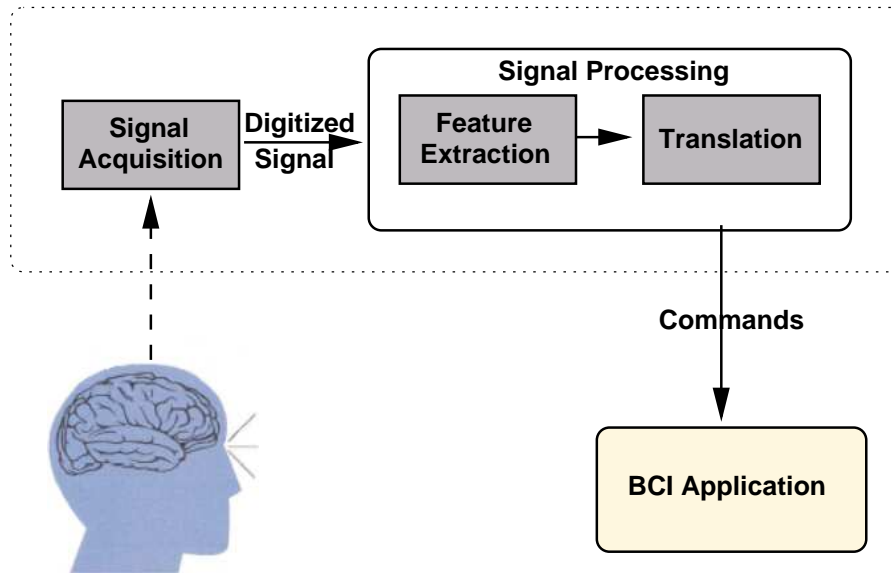 Signal Processing
Signal
Acquisition
Digitized
Signal
Feature
Extraction
Translation
Commands
BCI Application